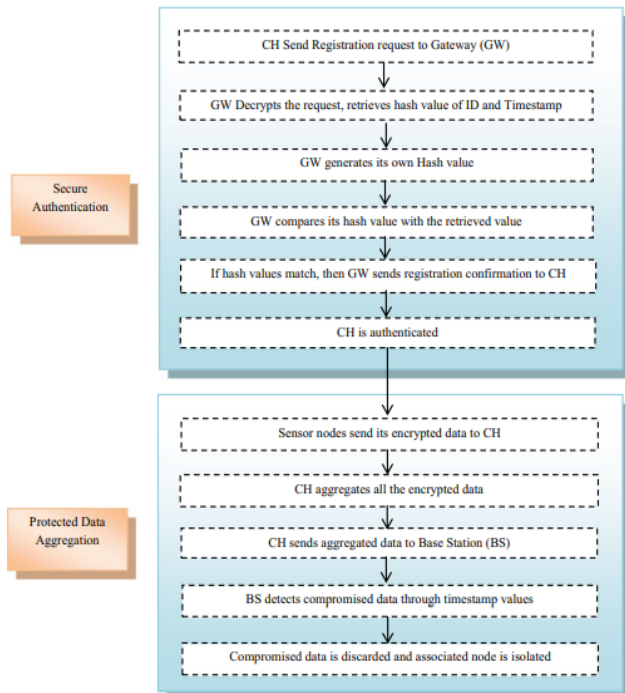 CH Send Registration request to Gateway (GW)
GW Decrypts the request, retrieves hash value of ID and Timestamp
GW generates its own Hash value
Secure
Authentication
GW compares its hash value with the retrieved value
If hash values match, then GW sends registration confirmation to CH
CH is authenticated
Sensor nodes send its encrypted data to CH
CH aggregates all the encrypted data
Protected Data
Aggregation
CH sends aggregated data to Base Station (BS)
BS detects compromised data through timestamp values
Compromised data is discarded and associated node is isolated